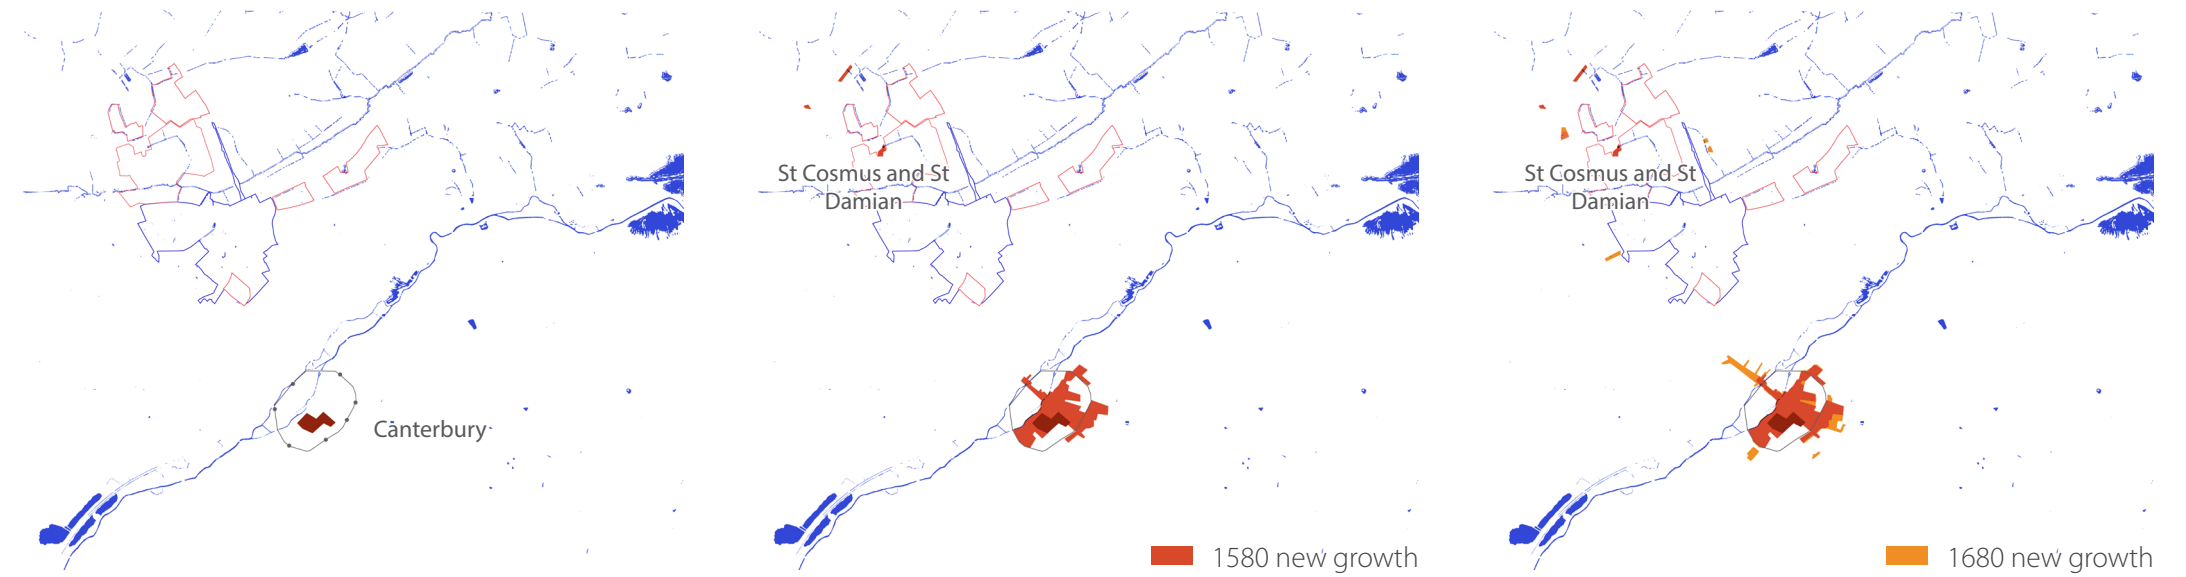 Canterbury
St Cosmus and St
Damian
1580 new growth
St Cosmus and St
Damian
1680 new growth